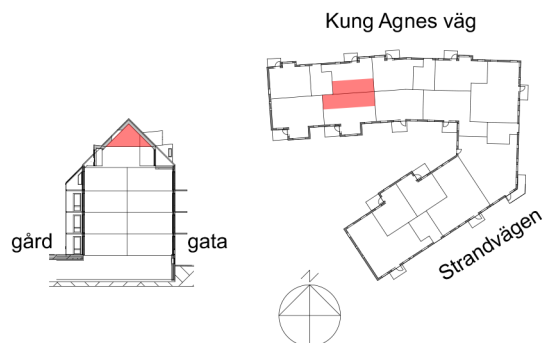 Kung Agnes väg
gård
gata
Strandvägen
N